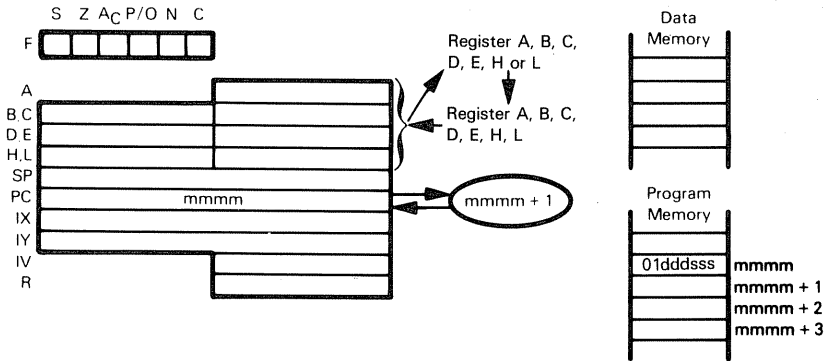 S Z AC P/O N C
F
A
B,C
D,E
H,L
SP
PC
IX
IY
IV
R
mmmm
Register A, B, C,
D, E, H or L
Register A, B, C,
D, E, H, L
mmmm + 1
Data
Memory
Program
Memory
01dddsss
mmmm
mmmm + 1
mmmm + 2
mmmm + 3